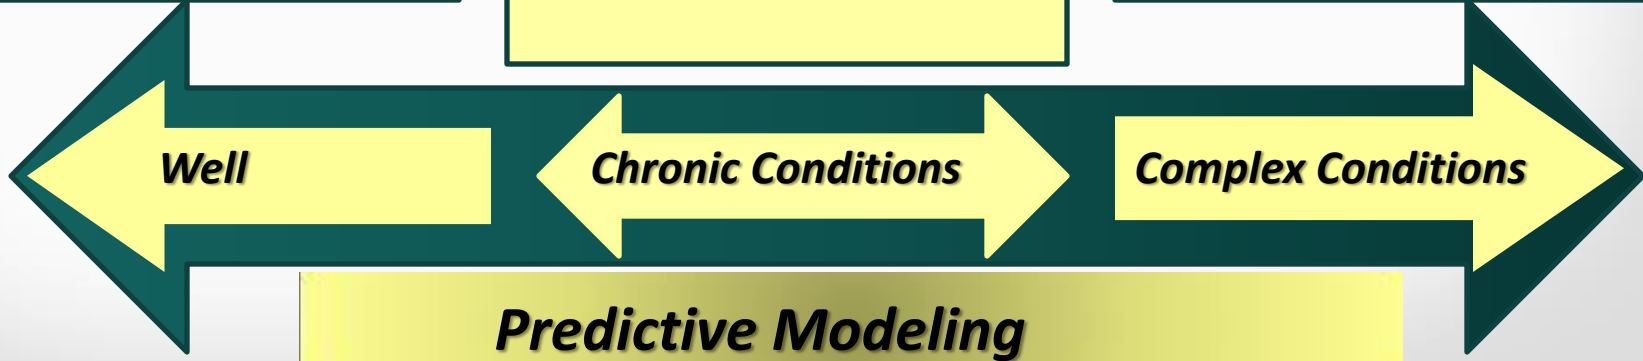 Well
Chronic Conditions
Complex Conditions
Predictive Modeling